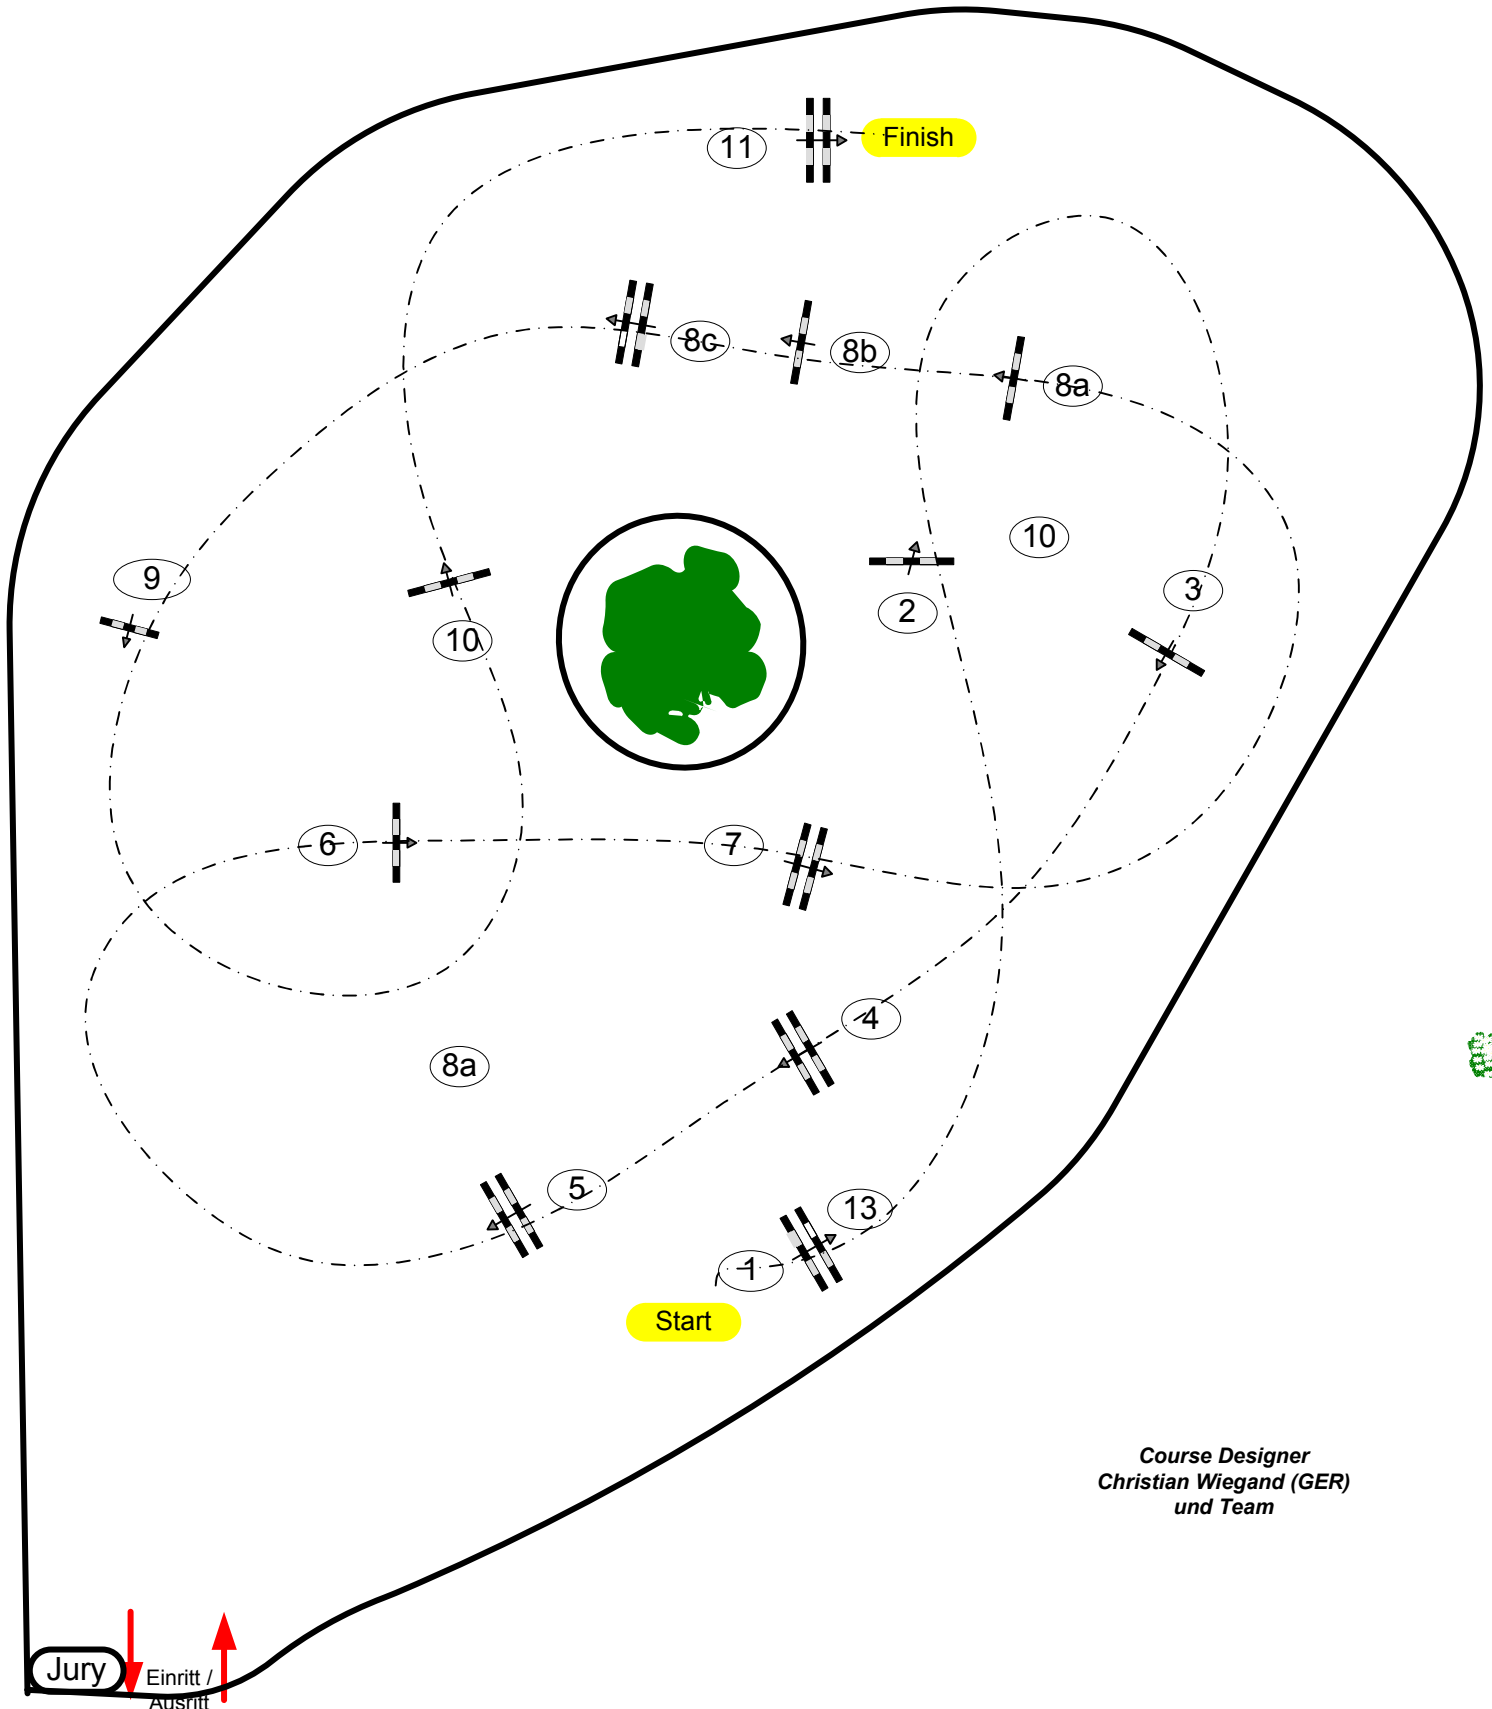 11
Finish
8c
8b
8a
10
9
3
2
10
6
7
4
8a
5
13
1
Start
Course Designer
Christian Wiegand (GER)
und Team
Jury
Einritt /
Ausritt